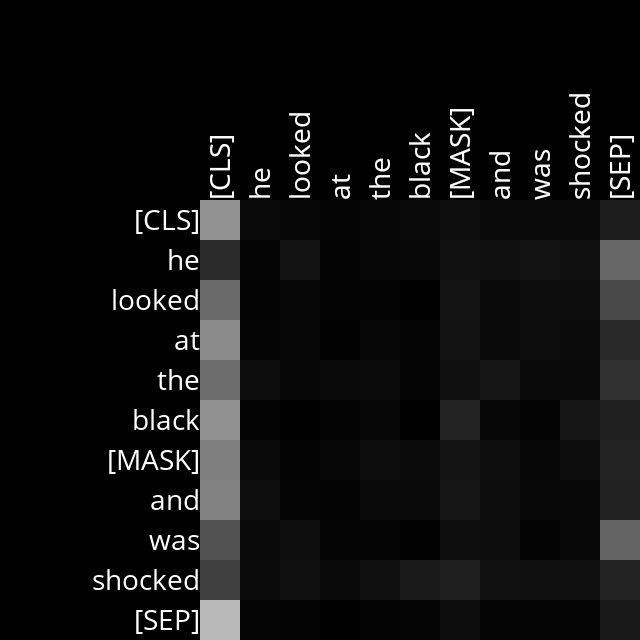 [CLS] he looked at the black [MASK] and was shocked [SEP]
[CLS]
he
looked
at
the
black
[MASK]
and
was
shocked
[SEP]